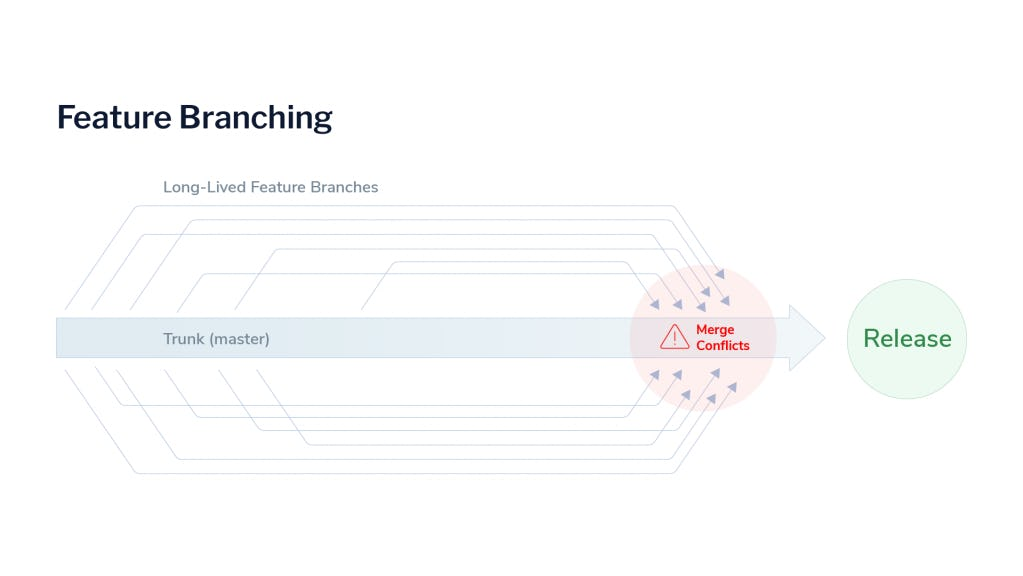 Feature Branching
Long-Lived Feature Branches
Trunk (master)
Merge
Conflicts
Release